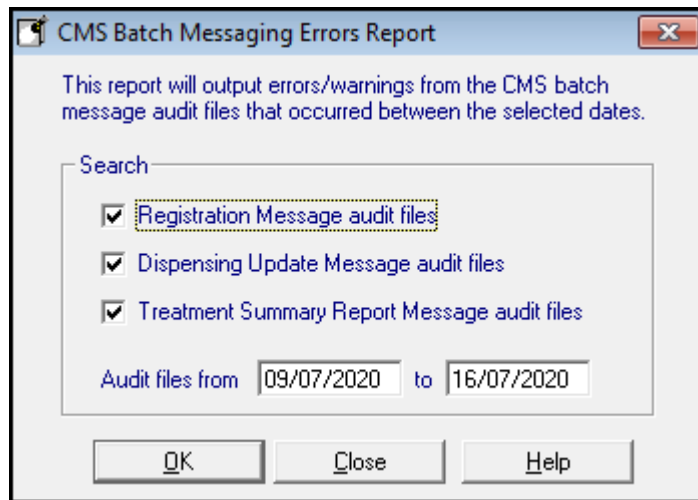 CMS Batch Messaging Errors Report
This report will output errors/warnings from the CMS batch
message audit files that occurred between the selected dates.
Search
Registration Message audit files
Dispensing Update Message audit files
Treatment Summary Report Message audit files
Audit files from 09/07/2020 to 16/07/2020
OK Close Help